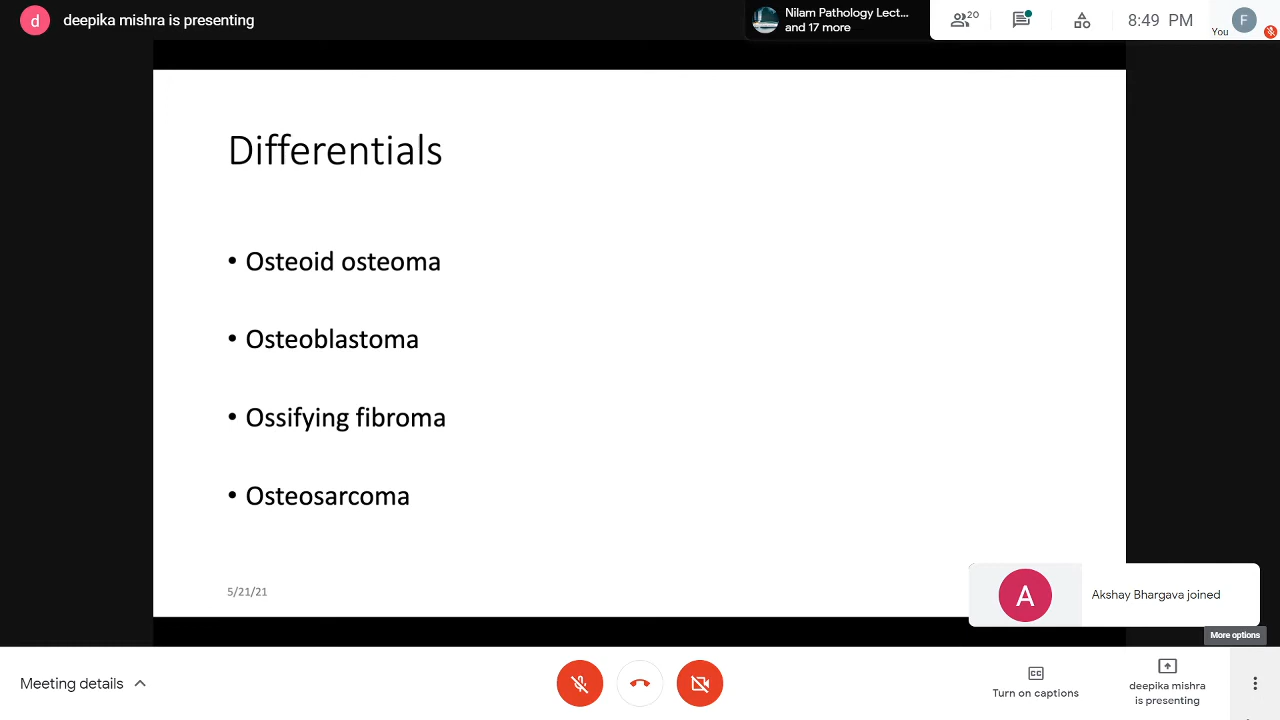 d
deepika mishra is presenting
Nilam Pathology Lect...
and 17 more
20
8:49 PM
You
F
Differentials
• Osteoid osteoma
• Osteoblastoma
• Ossifying fibroma
• Osteosarcoma
5/21/21
A
Akshay Bhargava joined
More options
Meeting details
CC
Turn on captions
deepika mishra
is presenting